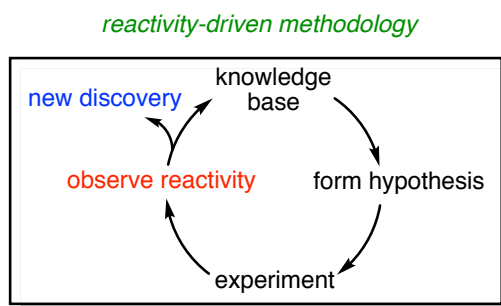 reactivity-driven methodology
knowledge
base
new discovery
observe reactivity
form hypothesis
experiment